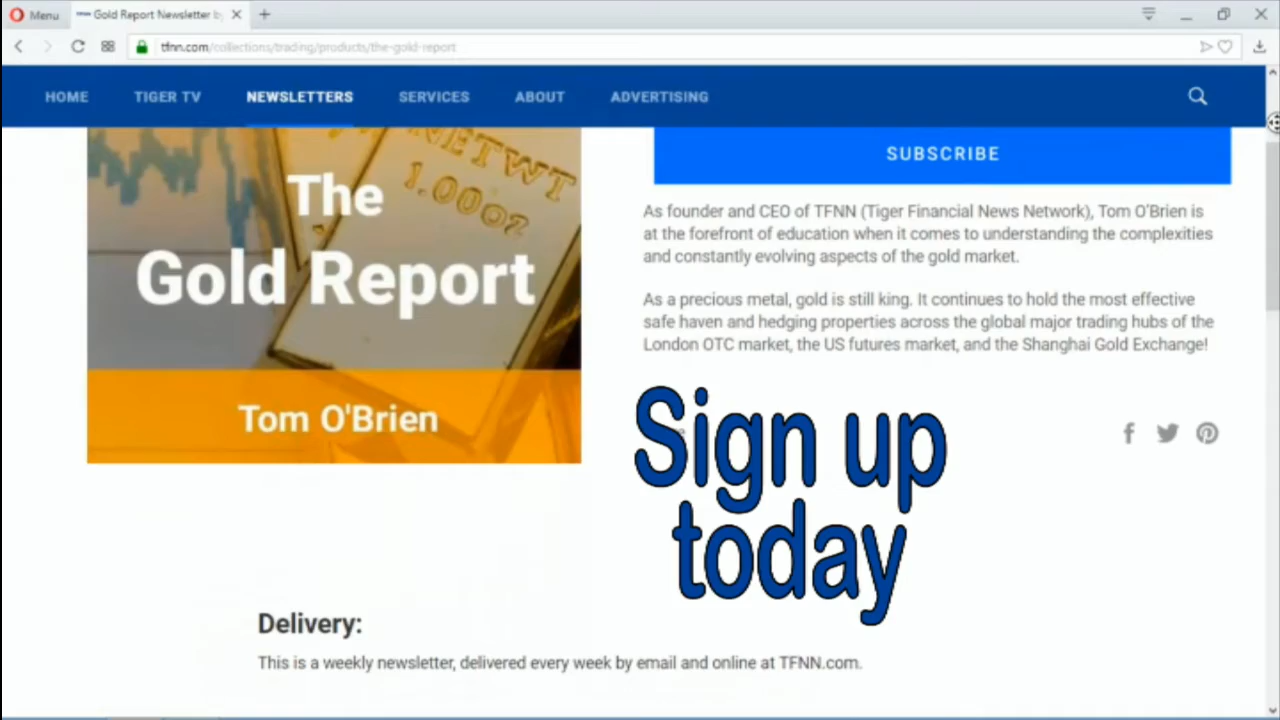 Menu
Gold Report Newsletter by
tfnn.com/collections/trading/products/the-gold-report
HOME
TIGER TV
NEWSLETTERS
SERVICES
ABOUT
ADVERTISING
NETWT
1.00oz
The
Gold Report
Tom O'Brien
SUBSCRIBE
As founder and CEO of TFNN (Tiger Financial News Network), Tom O'Brien is
at the forefront of education when it comes to understanding the complexities
and constantly evolving aspects of the gold market.
As a precious metal, gold is still king. It continues to hold the most effective
safe haven and hedging properties across the global major trading hubs of the
London OTC market, the US futures market, and the Shanghai Gold Exchange!
Sign up
today
Delivery:
This is a weekly newsletter, delivered every week by email and online at TFNN.com.